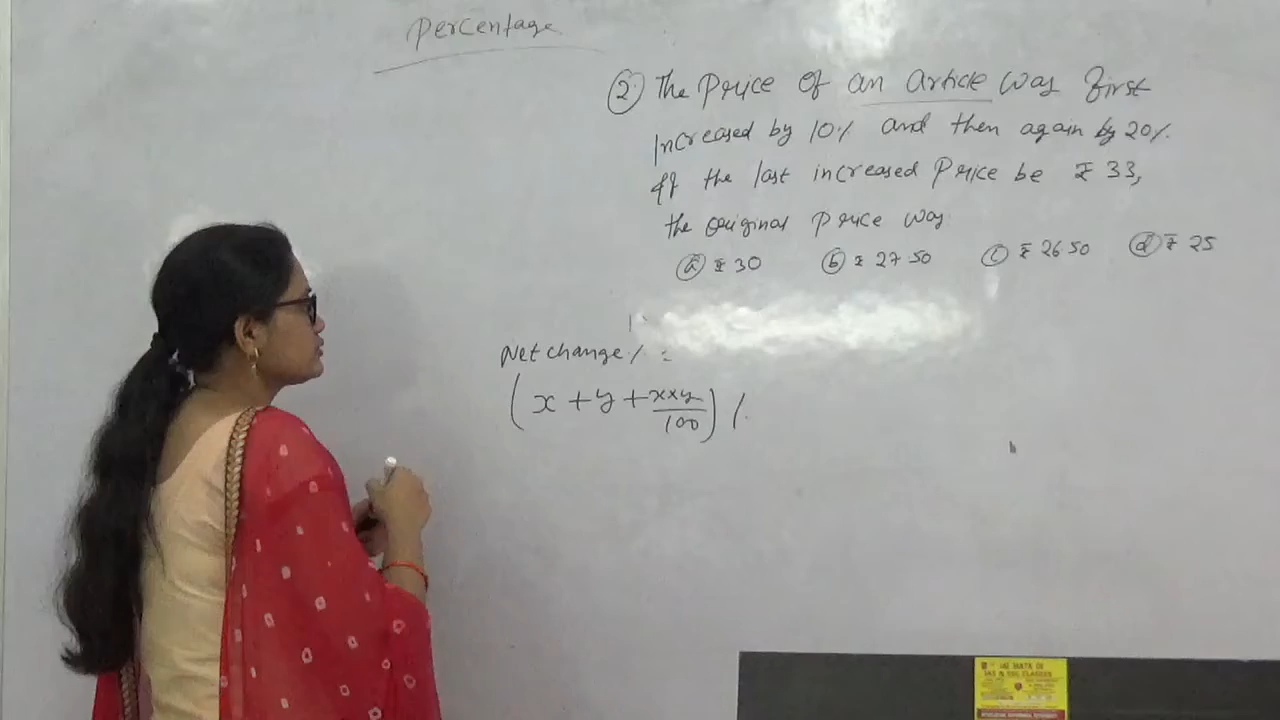 Percentage
② The Price of an Article was first
increased by 10% and then again by 20%.
If the last increased Price be ₹ 33,
the original Price was
ⓐ ₹ 30 ⓑ ₹ 27 50 ⓒ ₹ 26 50 ⓓ ₹ 25
Net change % =
(x + y + x×y/100) %